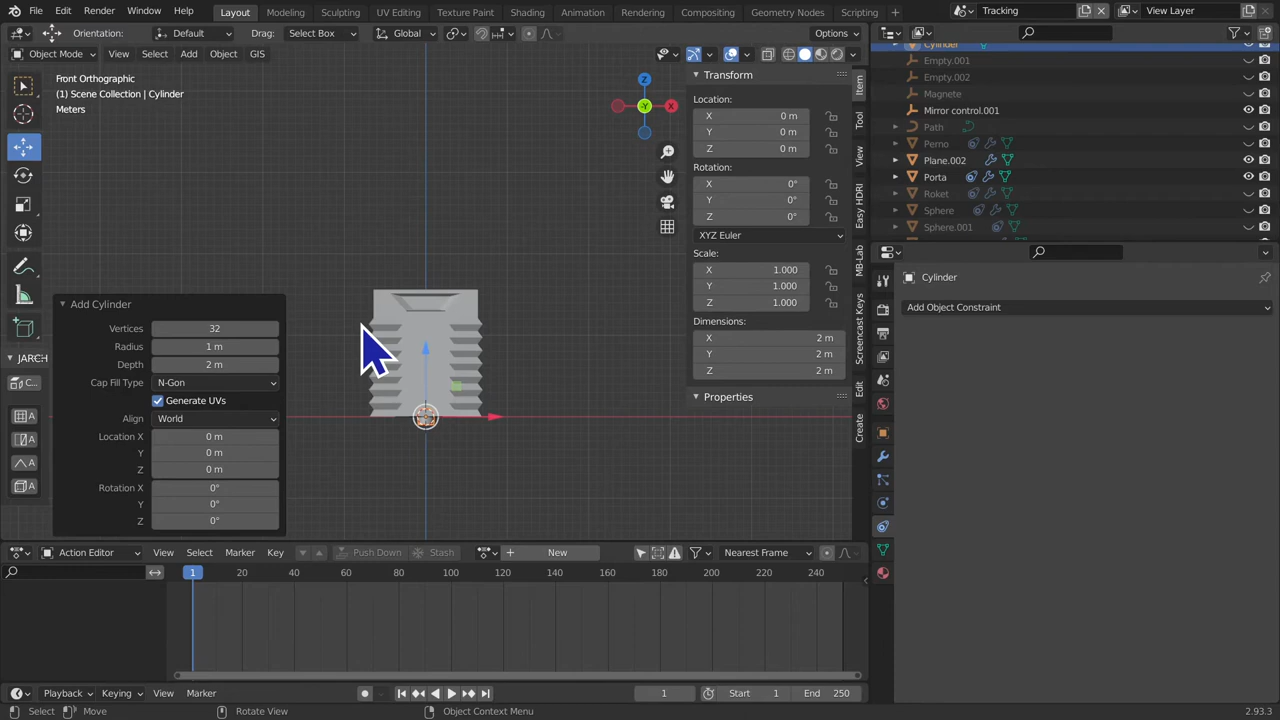 File Edit Render Window Help Layout Modeling Sculpting UV Editing Texture Paint Shading Animation Rendering Compositing Geometry Nodes Scripting + Tracking View Layer
Orientation: Default Drag: Select Box Global Options
Object Mode View Select Add Object GIS
Front Orthographic
(1) Scene Collection | Cylinder
Meters
Z
X
-Y
Transform
Location:
X 0 m
Y 0 m
Z 0 m
Rotation:
X 0°
Y 0°
Z 0°
XYZ Euler
Scale:
X 1.000
Y 1.000
Z 1.000
Dimensions:
X 2 m
Y 2 m
Z 2 m
Properties
Item
Tool
View
Easy HDRI
MB-Lab
Screencast Keys
Edit
Create
Add Cylinder
Vertices 32
Radius 1 m
Depth 2 m
Cap Fill Type N-Gon
Generate UVs
Align World
Location X 0 m
Y 0 m
Z 0 m
Rotation X 0°
Y 0°
Z 0°
JARCH
C...
A
A
A
A
Cylinder
Empty.001
Empty.002
Magnete
Mirror control.001
Path
Perno
Plane.002
Porta
Roket
Sphere
Sphere.001
Cylinder
Add Object Constraint
Action Editor View Select Marker Key Push Down Stash New Nearest Frame
1 20 40 60 80 100 120 140 160 180 200 220 240
Playback Keying View Marker 1 Start 1 End 250
Select Move Rotate View Object Context Menu 2.93.3